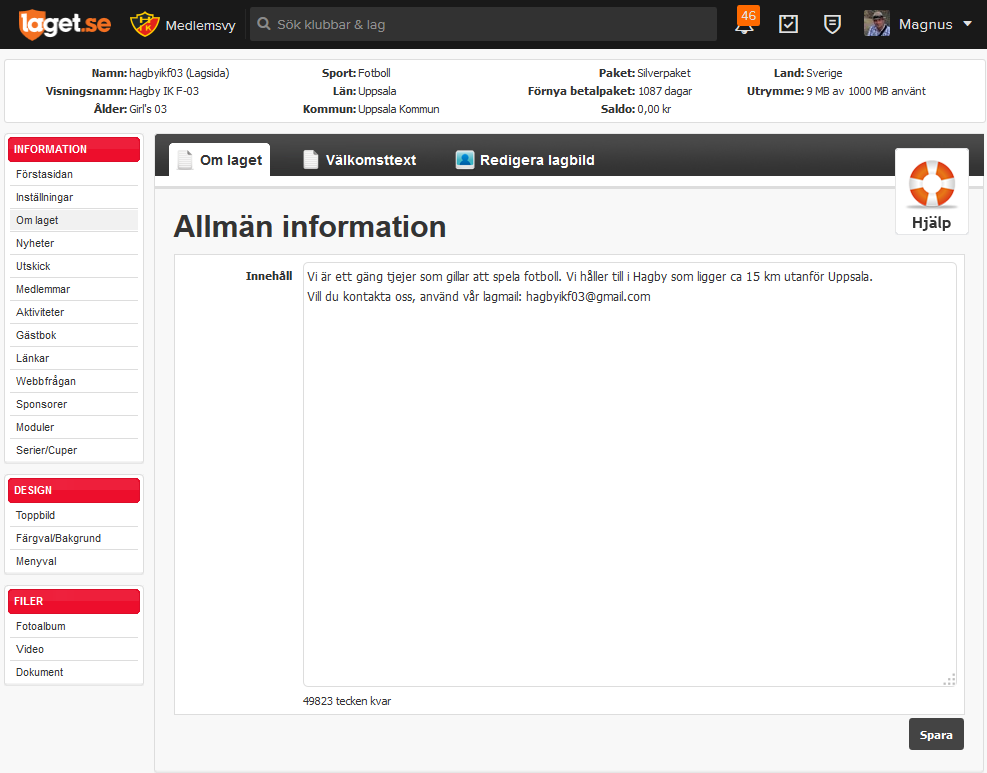 laget.se Medlemsvy Sök klubbar & lag 46 Magnus
Namn: hagbyikf03 (Lagsida) Sport: Fotboll Paket: Silverpaket Land: Sverige
Visningsnamn: Hagby IK F-03 Län: Uppsala Förnya betalpaket: 1087 dagar Utrymme: 9 MB av 1000 MB använt
Ålder: Girl's 03 Kommun: Uppsala Kommun Saldo: 0,00 kr
INFORMATION
Förstasidan
Inställningar
Om laget
Nyheter
Utskick
Medlemmar
Aktiviteter
Gästbok
Länkar
Webbfrågan
Sponsorer
Moduler
Serier/Cuper
DESIGN
Toppbild
Färgval/Bakgrund
Menyval
FILER
Fotoalbum
Video
Dokument
Om laget Välkomsttext Redigera lagbild
Hjälp
Allmän information
Innehåll
Vi är ett gäng tjejer som gillar att spela fotboll. Vi håller till i Hagby som ligger ca 15 km utanför Uppsala.
Vill du kontakta oss, använd vår lagmail: hagbyikf03@gmail.com
49823 tecken kvar
Spara